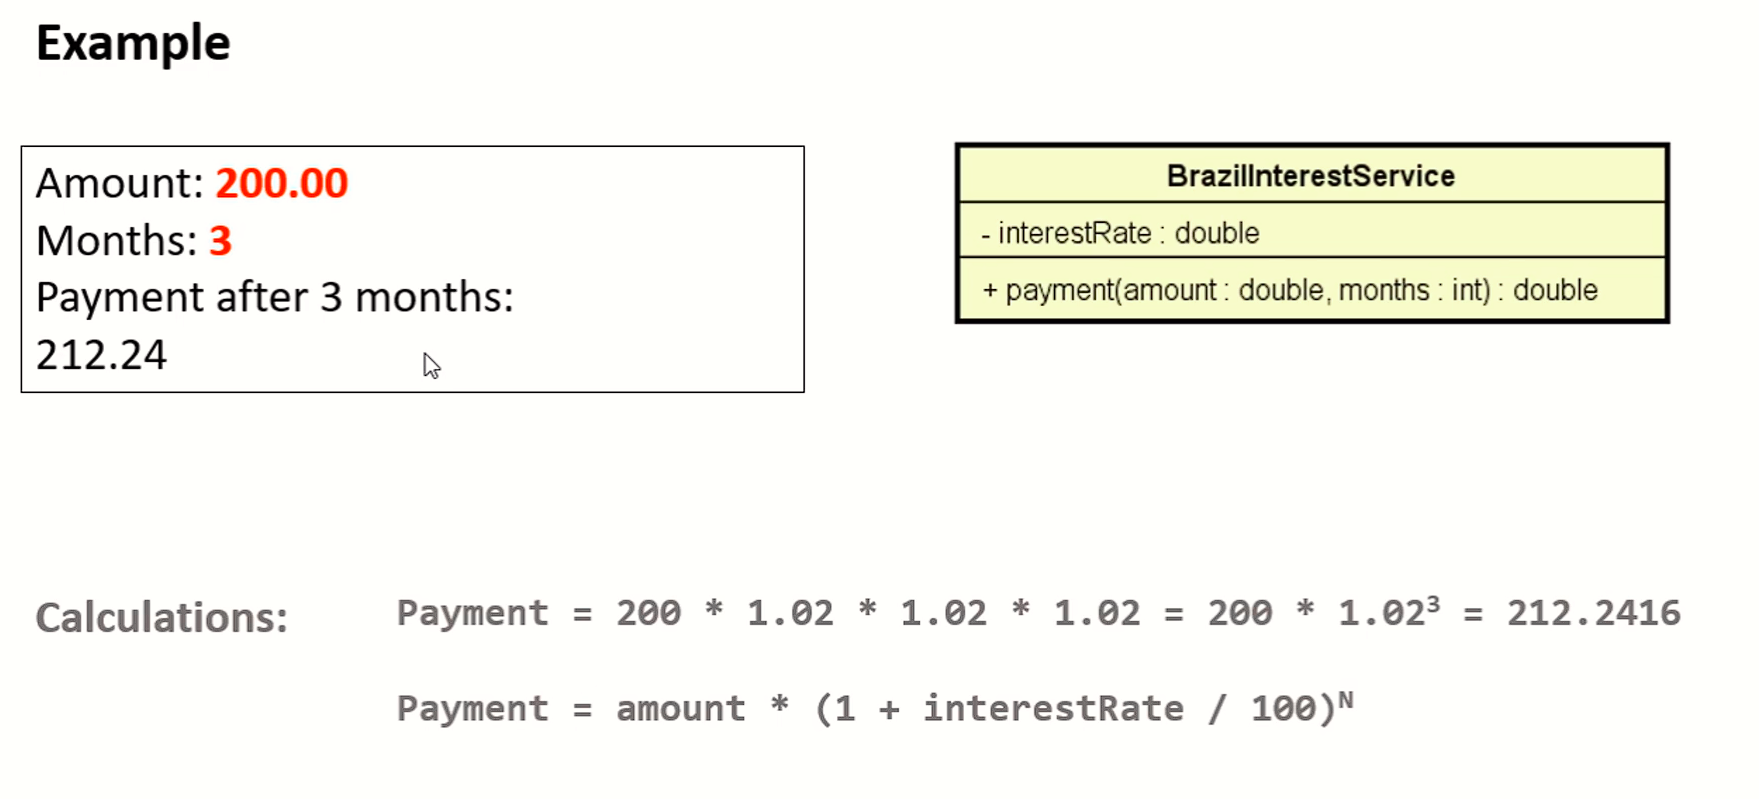 Example
Amount: 200.00
Months: 3
Payment after 3 months:
212.24
BrazilInterestService
- interestRate : double
+ payment(amount : double, months : int) : double
Calculations:
Payment = 200 * 1.02 * 1.02 * 1.02 = 200 * 1.02³ = 212.2416
Payment = amount * (1 + interestRate / 100)ᴺ